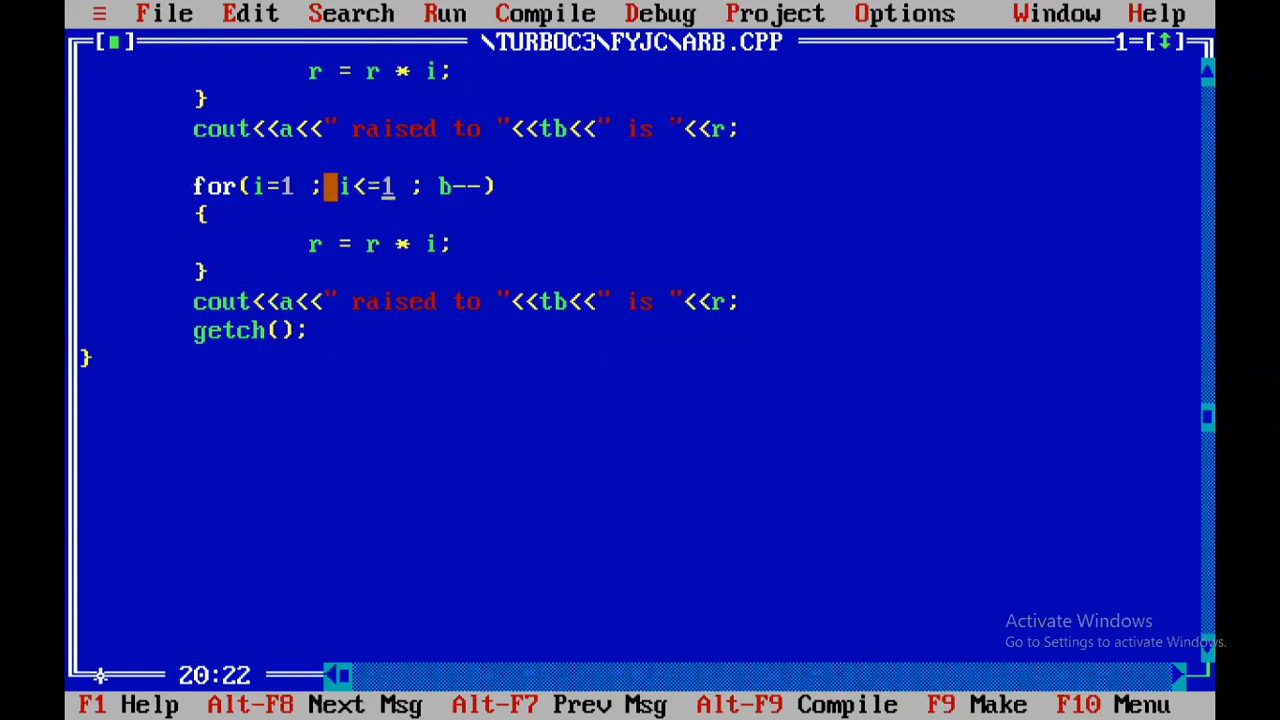 ≡ File Edit Search Run Compile Debug Project Options Window Help
[■] \TURBOC3\FYJC\ARB.CPP 1=[↕]
r = r * i;
}
cout<<a<<" raised to "<<tb<<" is "<<r;
for(i=1 ; i<=1 ; b--)
{
r = r * i;
}
cout<<a<<" raised to "<<tb<<" is "<<r;
getch();
}
Activate Windows
Go to Settings to activate Windows.
* 20:22
F1 Help Alt-F8 Next Msg Alt-F7 Prev Msg Alt-F9 Compile F9 Make F10 Menu